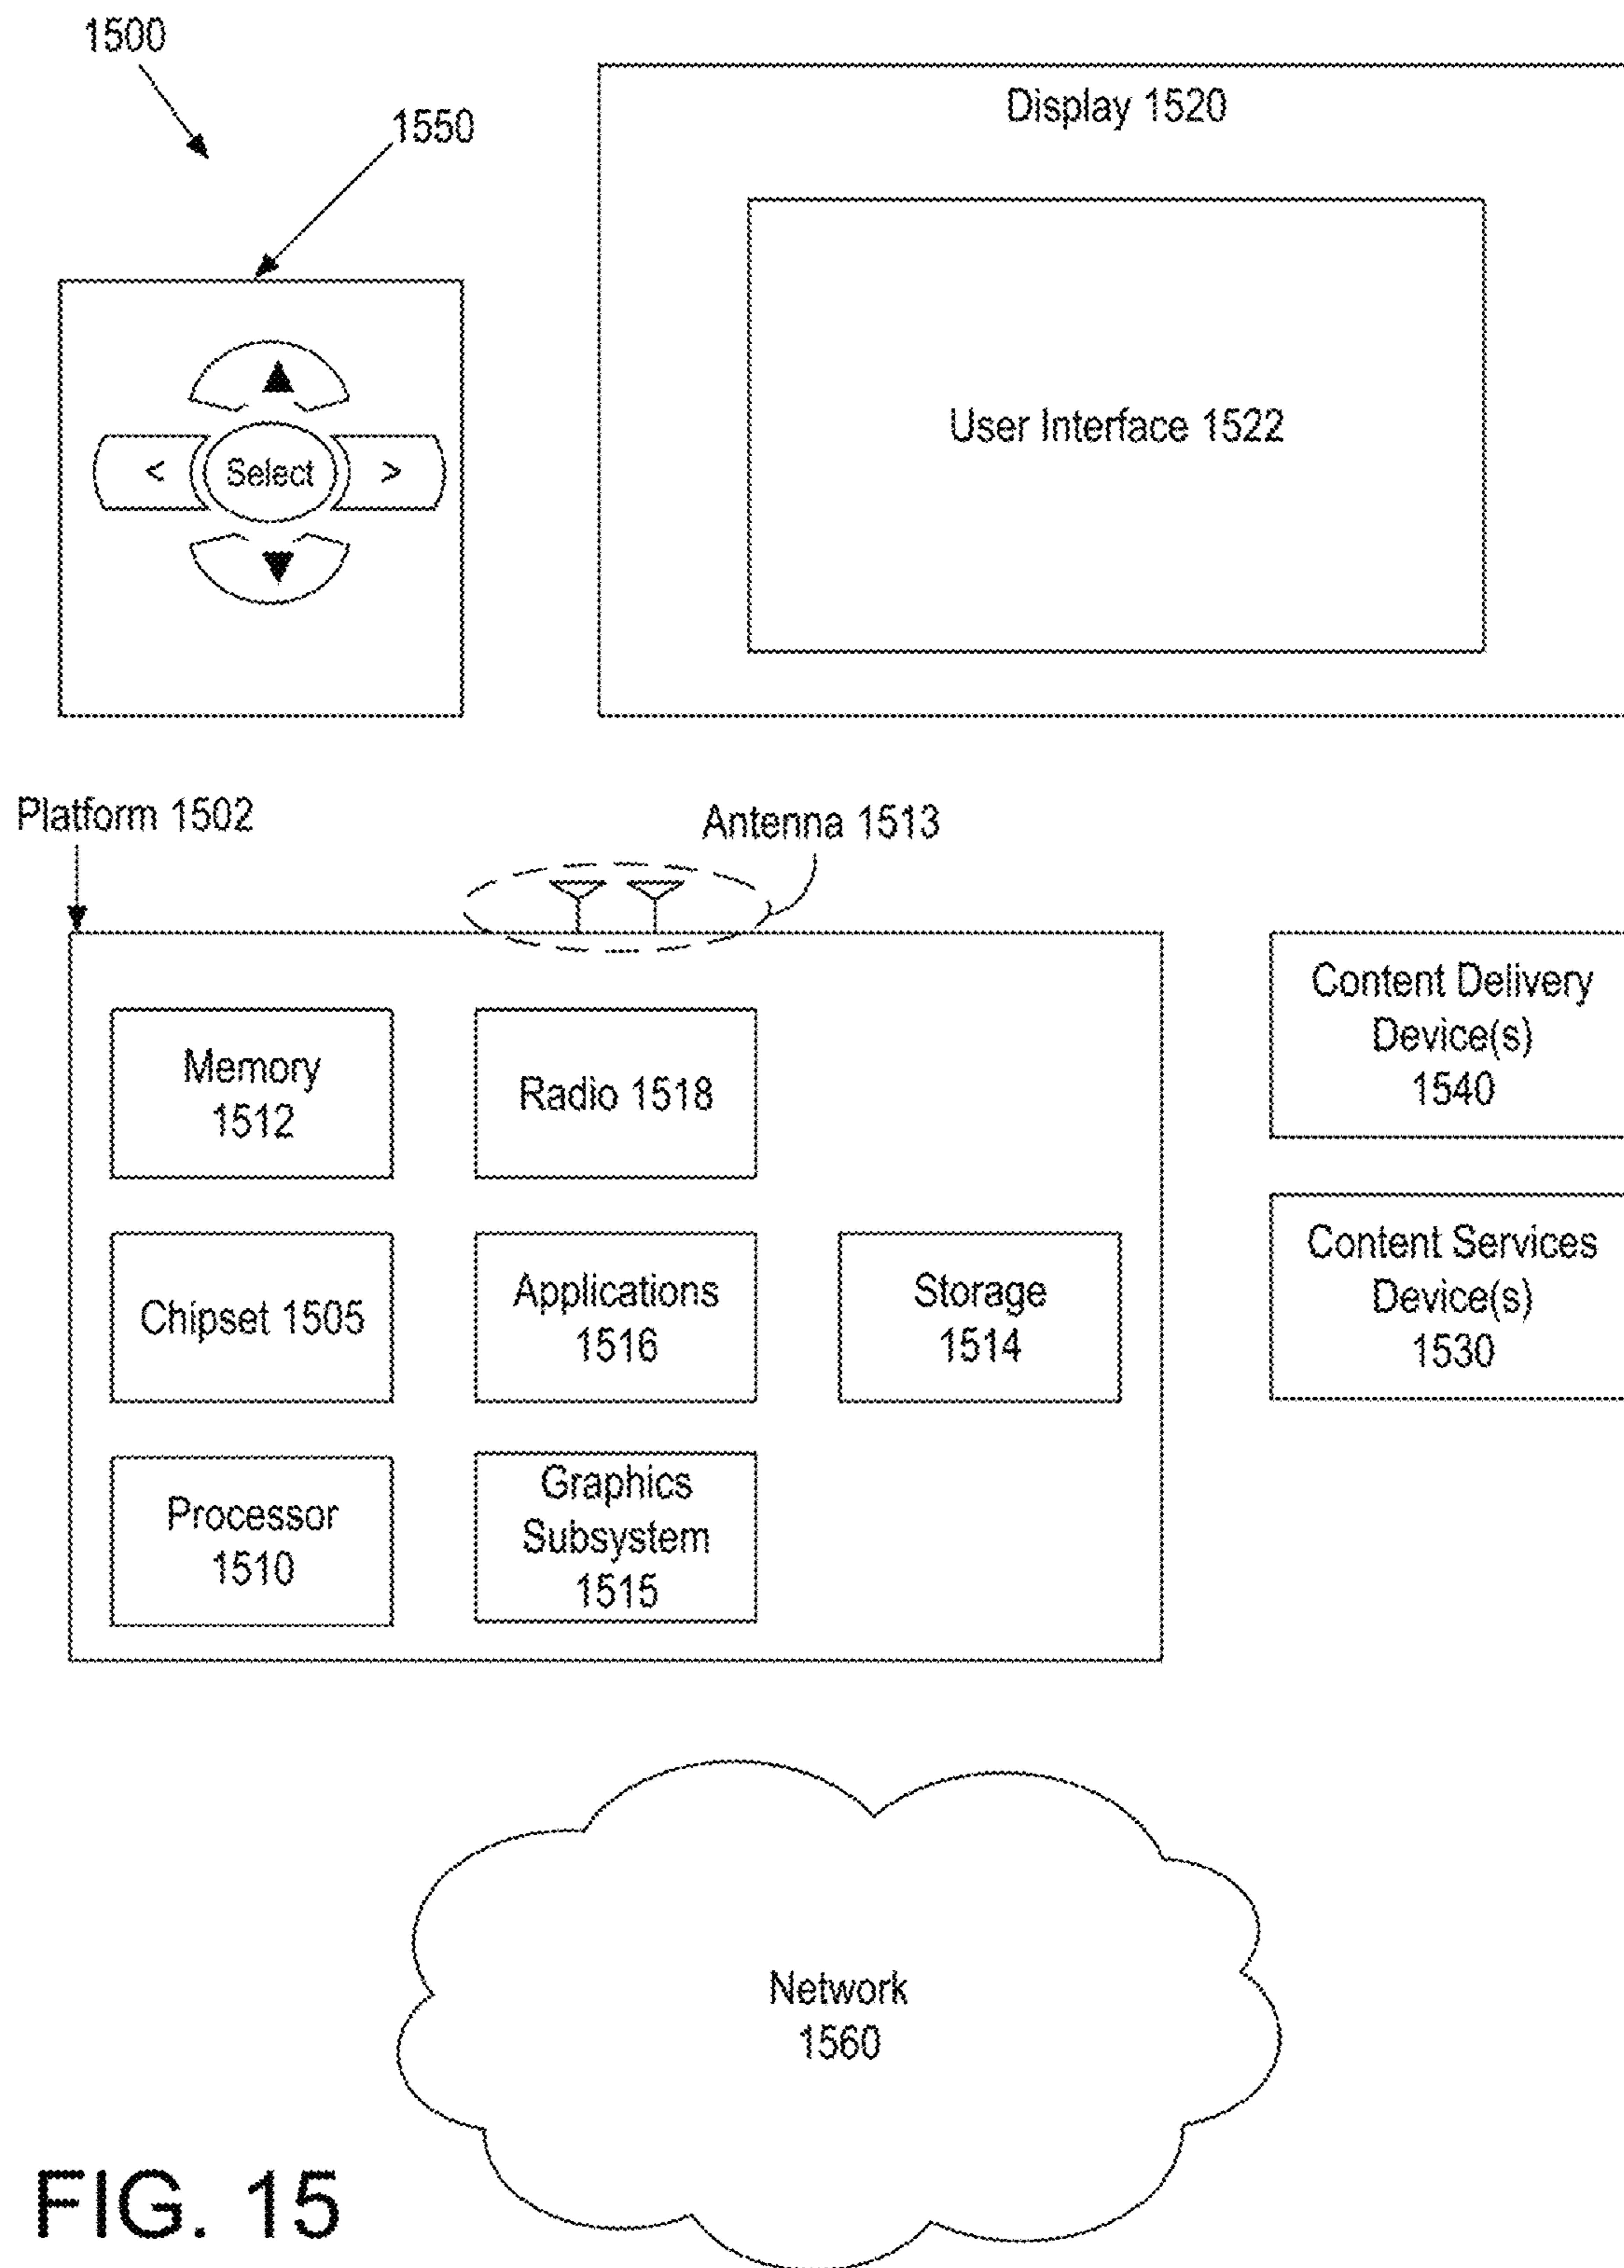 1500
1550
Display 1520
User Interface 1522
<
Select
>
Platform 1502
Antenna 1513
Memory
1512
Radio 1518
Chipset 1505
Applications
1516
Storage
1514
Processor
1510
Graphics
Subsystem
1515
Content Delivery
Device(s)
1540
Content Services
Device(s)
1530
Network
1560
FIG. 15